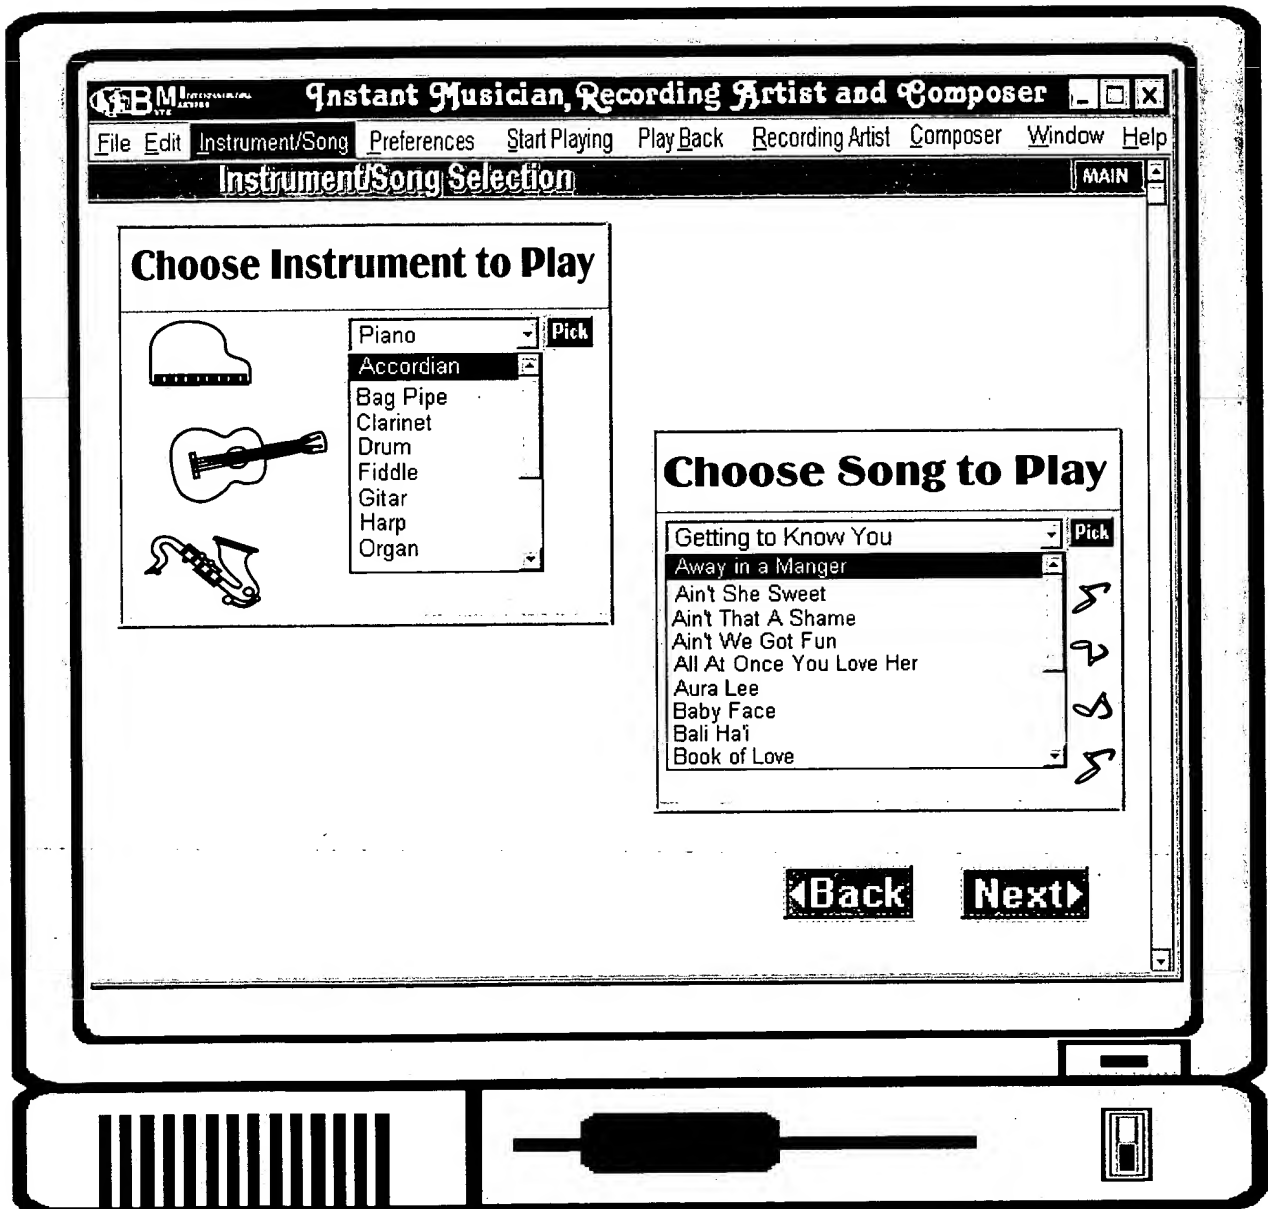 Instant Musician, Recording Artist and Composer
File Edit Instrument/Song Preferences Start Playing Play Back Recording Artist Composer Window Help
Instrument/Song Selection MAIN
Choose Instrument to Play
Piano Pick
Accordian
Bag Pipe
Clarinet
Drum
Fiddle
Gitar
Harp
Organ
Choose Song to Play
Getting to Know You Pick
Away in a Manger
Ain't She Sweet
Ain't That A Shame
Ain't We Got Fun
All At Once You Love Her
Aura Lee
Baby Face
Bali Ha'i
Book of Love
Back Next